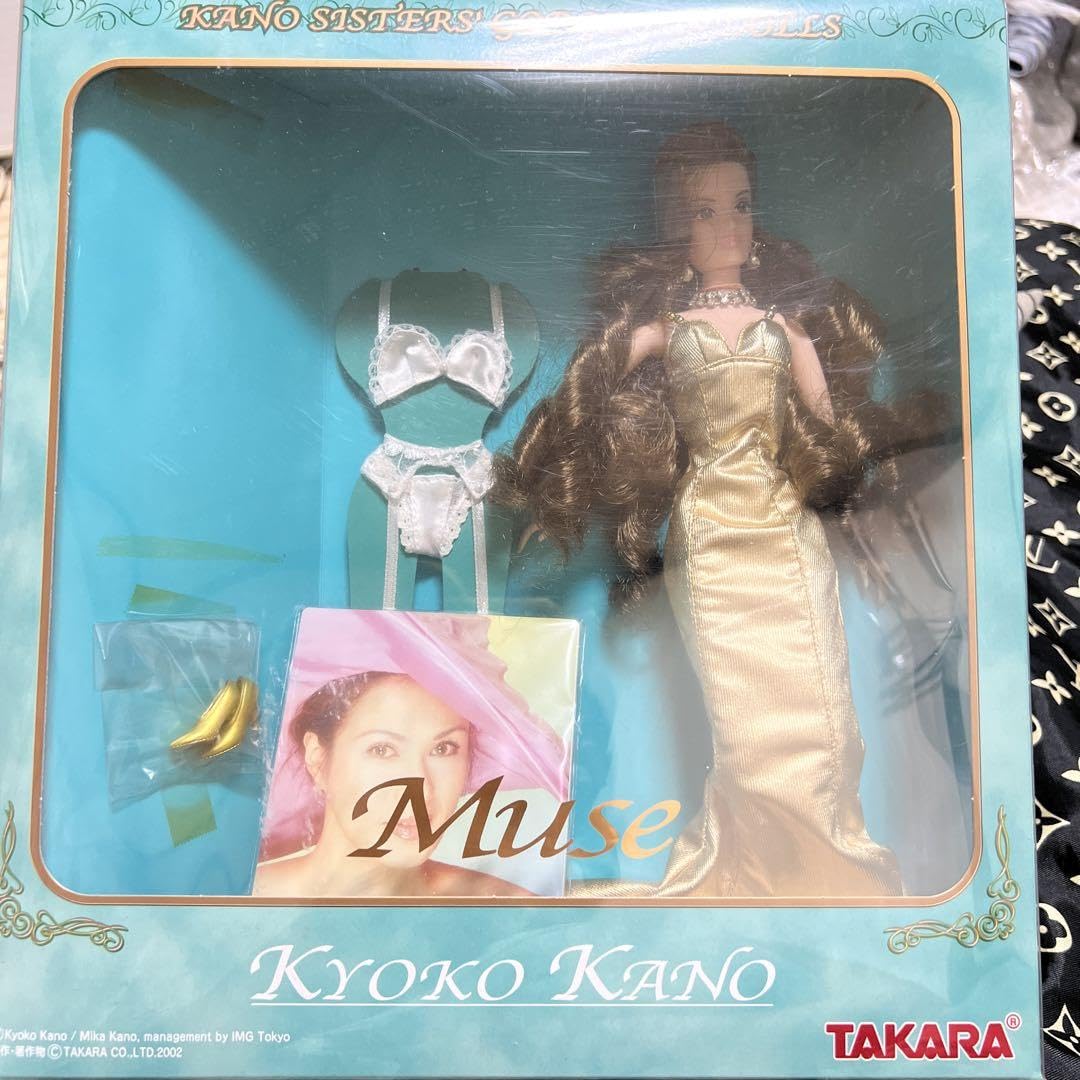 KANO SISTERS' DOLLS
Muse
KYOKO KANO
Kyoko Kano / Mika Kano, management by IMG Tokyo
作・著作物 ©TAKARA CO.,LTD.2002
TAKARA®